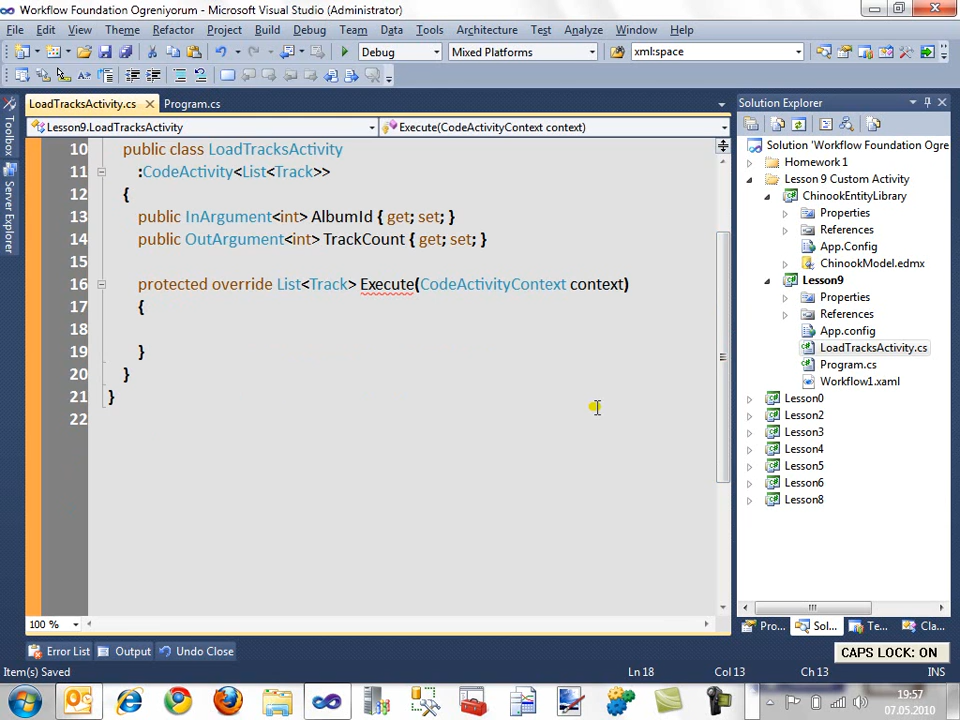 Workflow Foundation Ogreniyorum - Microsoft Visual Studio (Administrator)
File Edit View Theme Refactor Project Build Debug Team Data Tools Architecture Test Analyze Window Help
Debug Mixed Platforms xml:space
LoadTracksActivity.cs Program.cs
Lesson9.LoadTracksActivity Execute(CodeActivityContext context)
10 public class LoadTracksActivity
11 :CodeActivity<List<Track>>
12 {
13 public InArgument<int> AlbumId { get; set; }
14 public OutArgument<int> TrackCount { get; set; }
15
16 protected override List<Track> Execute(CodeActivityContext context)
17 {
18
19 }
20 }
21 }
22
100 %
Toolbox
Server Explorer
Solution Explorer
Solution 'Workflow Foundation Ogre
Homework 1
Lesson 9 Custom Activity
ChinookEntityLibrary
Properties
References
App.Config
ChinookModel.edmx
Lesson9
Properties
References
App.config
LoadTracksActivity.cs
Program.cs
Workflow1.xaml
Lesson0
Lesson2
Lesson3
Lesson4
Lesson5
Lesson6
Lesson8
Pro... Sol... Te... Cla...
Error List Output Undo Close
CAPS LOCK: ON
Item(s) Saved Ln 18 Col 13 Ch 13 INS
19:57
07.05.2010